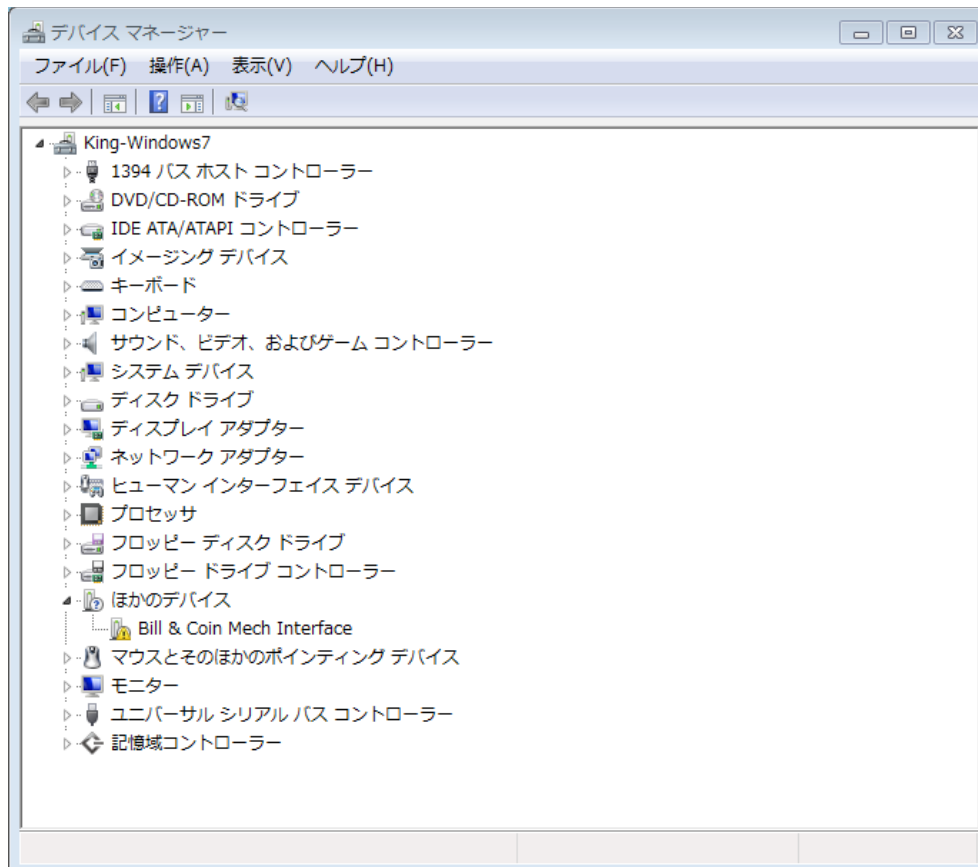 デバイス マネージャー
ファイル(F) 操作(A) 表示(V) ヘルプ(H)
King-Windows7
1394 バス ホスト コントローラー
DVD/CD-ROM ドライブ
IDE ATA/ATAPI コントローラー
イメージング デバイス
キーボード
コンピューター
サウンド、ビデオ、およびゲーム コントローラー
システム デバイス
ディスク ドライブ
ディスプレイ アダプター
ネットワーク アダプター
ヒューマン インターフェイス デバイス
プロセッサ
フロッピー ディスク ドライブ
フロッピー ドライブ コントローラー
ほかのデバイス
Bill & Coin Mech Interface
マウスとそのほかのポインティング デバイス
モニター
ユニバーサル シリアル バス コントローラー
記憶域コントローラー